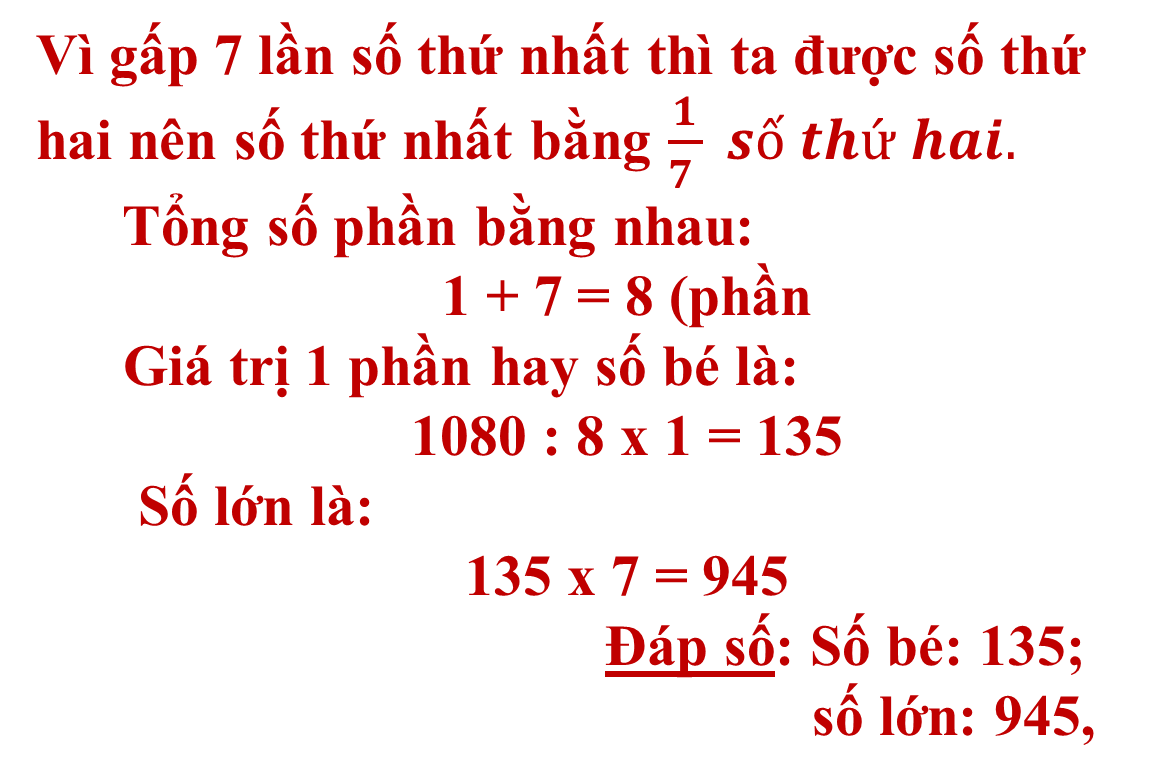 Vì gấp 7 lần số thứ nhất thì ta được số thứ
hai nên số thứ nhất bằng 1/7 số thứ hai.
Tổng số phần bằng nhau:
1 + 7 = 8 (phần
Giá trị 1 phần hay số bé là:
1080 : 8 x 1 = 135
Số lớn là:
135 x 7 = 945
Đáp số: Số bé: 135;
số lớn: 945,